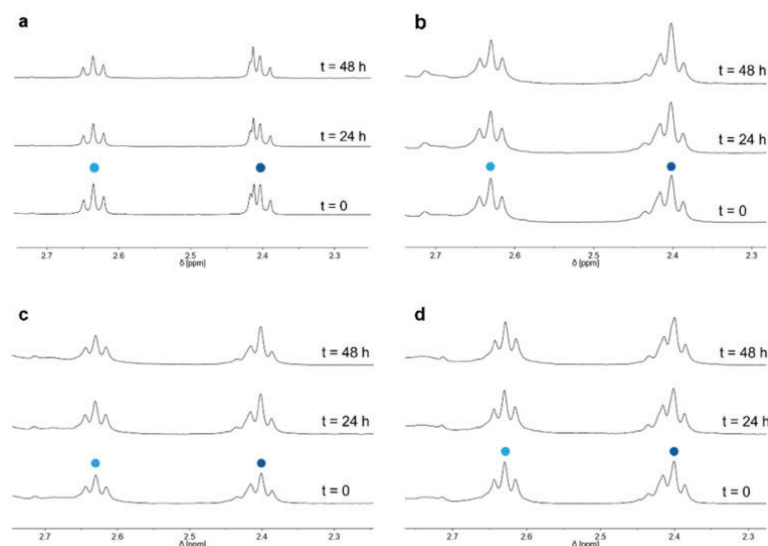 a
t = 48 h
t = 24 h
t = 0
2.7 2.6 2.5 2.4 2.3
δ [ppm]
b
t = 48 h
t = 24 h
t = 0
2.7 2.6 2.5 2.4 2.3
δ [ppm]
c
t = 48 h
t = 24 h
t = 0
2.7 2.6 2.5 2.4 2.3
δ [ppm]
d
t = 48 h
t = 24 h
t = 0
2.7 2.6 2.5 2.4 2.3
δ [ppm]